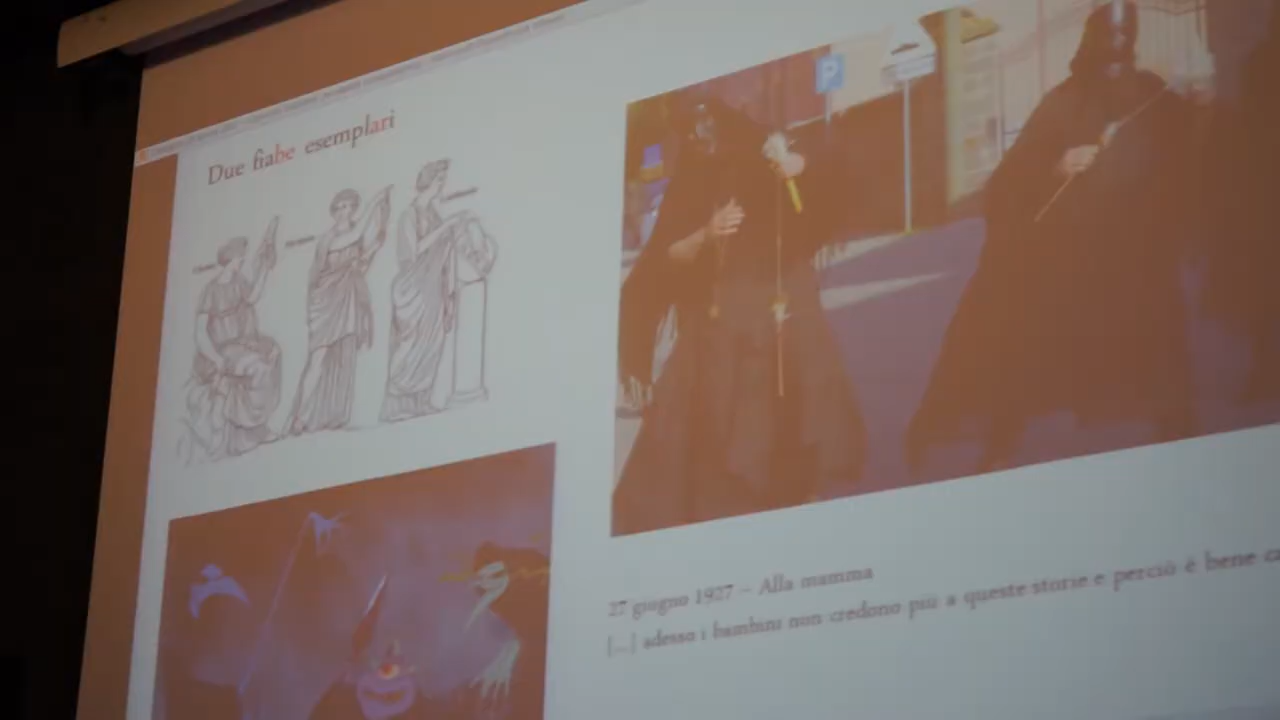 Due fiabe esemplari
P
27 giugno 1927 – Alla mamma
[...] adesso i bambini non credono più a queste storie e perciò è bene